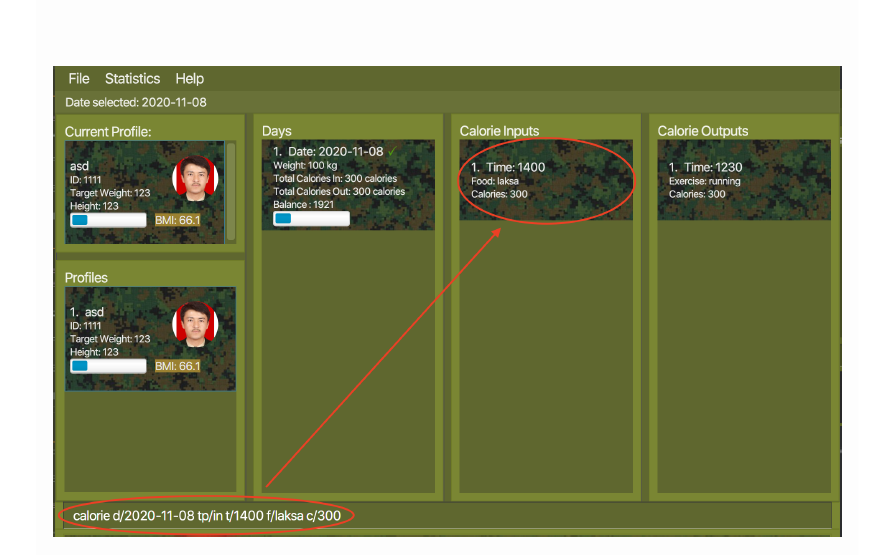 File Statistics Help
Date selected: 2020-11-08
Current Profile:
asd
ID: 1111
Target Weight: 123
Height: 123
BMI: 66.1
Profiles
1. asd
ID: 1111
Target Weight: 123
Height: 123
BMI: 66.1
Days
1. Date: 2020-11-08 ✓
Weight: 100 kg
Total Calories In: 300 calories
Total Calories Out: 300 calories
Balance : 1921
Calorie Inputs
1. Time: 1400
Food: laksa
Calories: 300
Calorie Outputs
1. Time: 1230
Exercise: running
Calories: 300
calorie d/2020-11-08 tp/in t/1400 f/laksa c/300